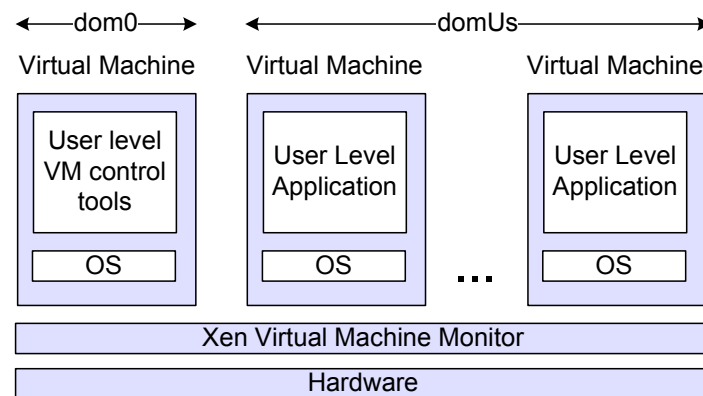 dom0
domUs
Virtual Machine
Virtual Machine
Virtual Machine
User level
VM control
tools
OS
User Level
Application
OS
...
User Level
Application
OS
Xen Virtual Machine Monitor
Hardware